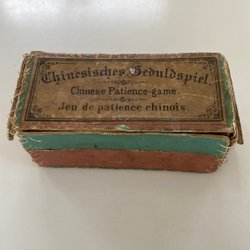 Chinesisches Geduldspiel.
Chinese Patience-game.
Jeu de patience chinois.